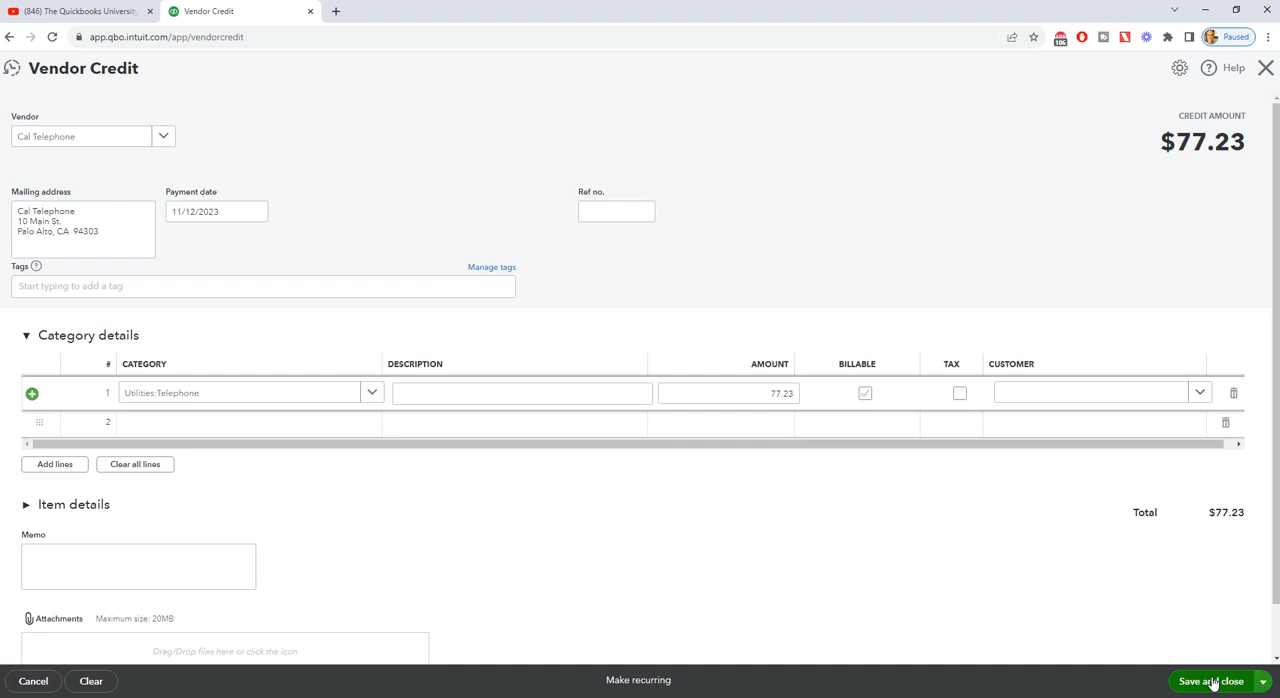 (846) The Quickbooks University
Vendor Credit
app.qbo.intuit.com/app/vendorcredit
106
Paused
Vendor Credit
Help
Vendor
CREDIT AMOUNT
Cal Telephone
$77.23
Mailing address
Payment date
Ref no.
Cal Telephone
10 Main St.
Palo Alto, CA 94303
11/12/2023
Tags
Manage tags
Start typing to add a tag
Category details
# CATEGORY DESCRIPTION AMOUNT BILLABLE TAX CUSTOMER
1 Utilities:Telephone 77.23
2
Add lines
Clear all lines
Item details
Total $77.23
Memo
Attachments Maximum size: 20MB
Drag/Drop files here or click the icon
Cancel
Clear
Make recurring
Save and close